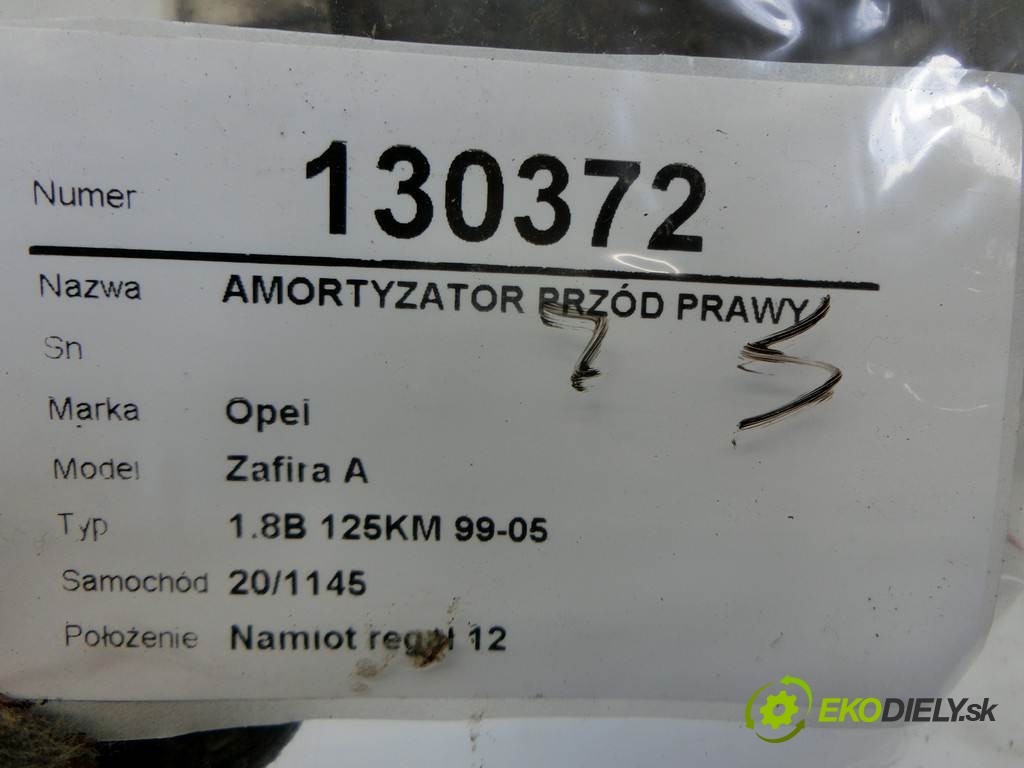 Numer 130372
Nazwa AMORTYZATOR PRZÓD PRAWY
Sn
Marka Opel
Model Zafira A
Typ 1.8B 125KM 99-05
Samochód 20/1145
Położenie Namiot regał 12
EKODIELY.sk